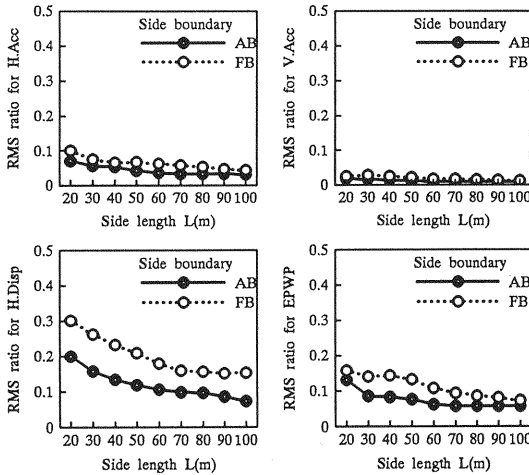 Side boundary
AB
FB
RMS ratio for H.Acc
0.5
0.4
0.3
0.2
0.1
0
20 30 40 50 60 70 80 90 100
Side length L(m)
Side boundary
AB
FB
RMS ratio for V.Acc
0.5
0.4
0.3
0.2
0.1
0
20 30 40 50 60 70 80 90 100
Side length L(m)
Side boundary
AB
FB
RMS ratio for H.Disp
0.5
0.4
0.3
0.2
0.1
0
20 30 40 50 60 70 80 90 100
Side length L(m)
Side boundary
AB
FB
RMS ratio for EPWP
0.5
0.4
0.3
0.2
0.1
0
20 30 40 50 60 70 80 90 100
Side length L(m)